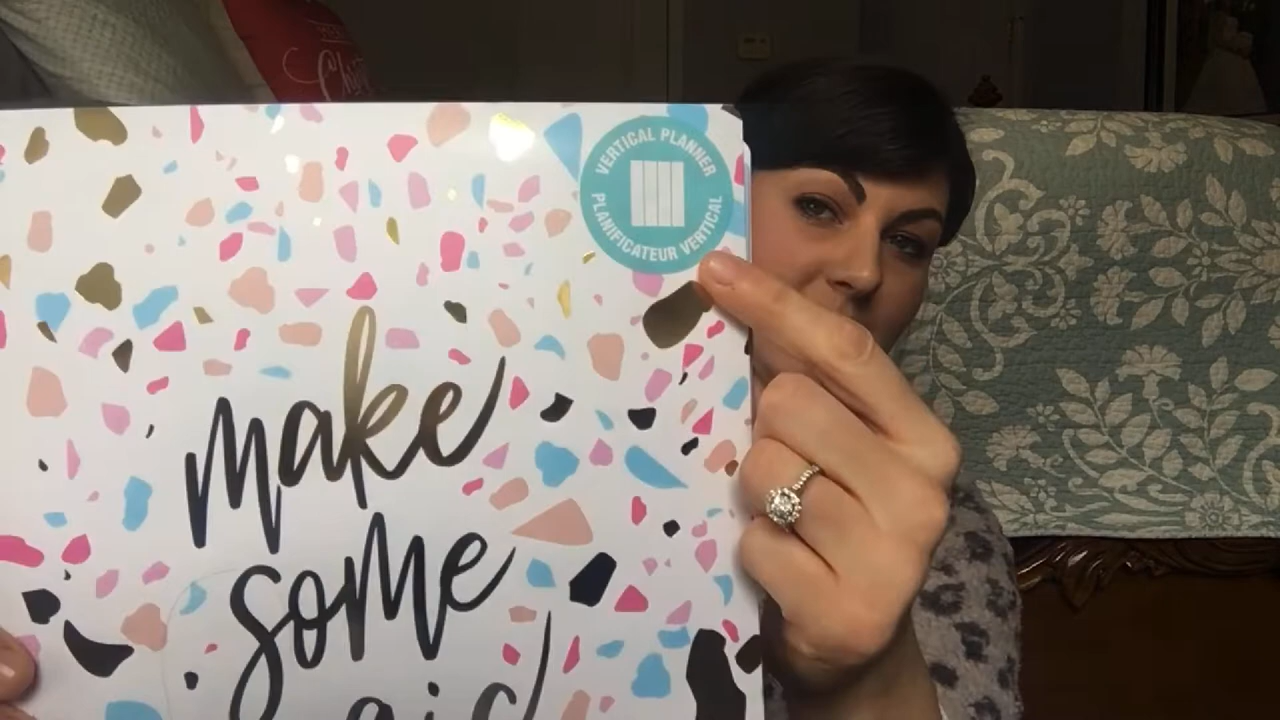 VERTICAL PLANNER
PLANIFICATEUR VERTICAL
make
some